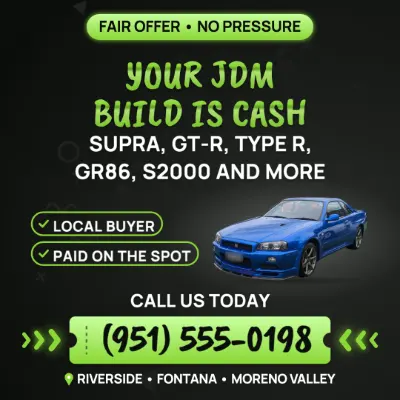 FAIR OFFER • NO PRESSURE
YOUR JDM
BUILD IS CASH
SUPRA, GT-R, TYPE R,
GR86, S2000 AND MORE
LOCAL BUYER
PAID ON THE SPOT
CALL US TODAY
(951) 555-0198
RIVERSIDE • FONTANA • MORENO VALLEY